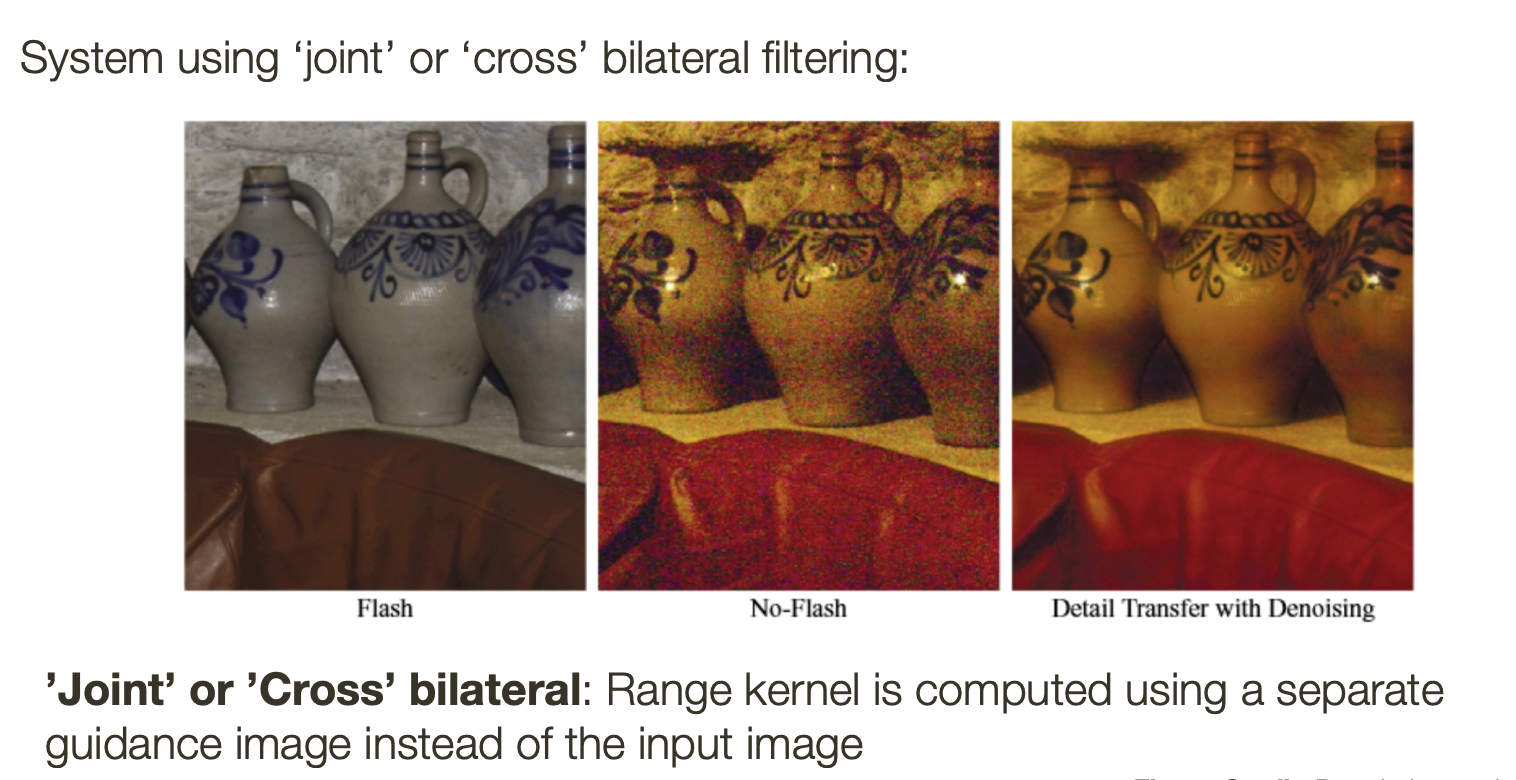 System using ‘joint’ or ‘cross’ bilateral filtering:
Flash
No-Flash
Detail Transfer with Denoising
’Joint’ or ’Cross’ bilateral: Range kernel is computed using a separate
guidance image instead of the input image